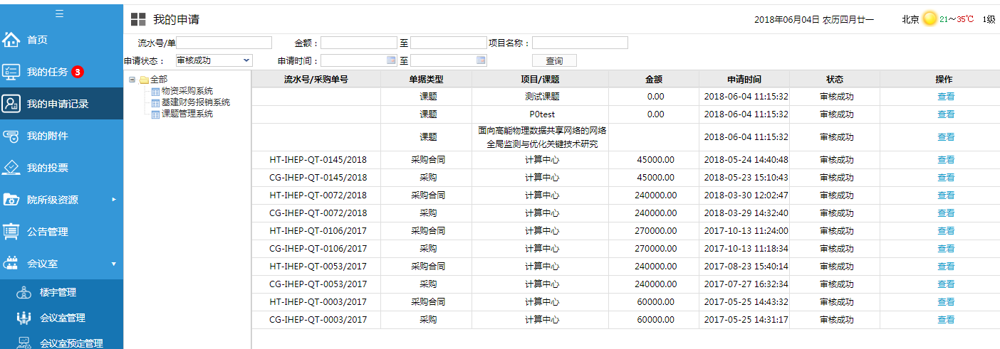 我的申请
2018年06月04日 农历四月廿一
北京 21～35℃ 1级
首页
我的任务 3
我的申请记录
我的附件
我的投票
院所级资源
公告管理
会议室
楼宇管理
会议室管理
会议室预定管理
流水号/单 金额： 至 项目名称：
申请状态： 审核成功 申请时间： 至 查询
全部
物资采购系统
基建财务报销系统
课题管理系统
流水号/采购单号 单据类型 项目/课题 金额 申请时间 状态 操作
课题 测试课题 0.00 2018-06-04 11:15:32 审核成功 查看
课题 P0test 0.00 2018-06-04 11:15:32 审核成功 查看
课题 面向高能物理数据共享网络的网络 2018-06-04 11:15:32 审核成功 查看
全局监测与优化关键技术研究
HT-IHEP-QT-0145/2018 采购合同 计算中心 45000.00 2018-05-24 14:40:48 审核成功 查看
CG-IHEP-QT-0145/2018 采购 计算中心 45000.00 2018-05-23 15:10:43 审核成功 查看
HT-IHEP-QT-0072/2018 采购合同 计算中心 240000.00 2018-03-30 12:02:47 审核成功 查看
CG-IHEP-QT-0072/2018 采购 计算中心 240000.00 2018-03-29 14:32:40 审核成功 查看
HT-IHEP-QT-0106/2017 采购合同 计算中心 270000.00 2017-10-13 11:24:00 审核成功 查看
CG-IHEP-QT-0106/2017 采购 计算中心 270000.00 2017-10-13 11:18:34 审核成功 查看
HT-IHEP-QT-0053/2017 采购合同 计算中心 240000.00 2017-08-23 15:40:14 审核成功 查看
CG-IHEP-QT-0053/2017 采购 计算中心 240000.00 2017-07-27 16:32:34 审核成功 查看
HT-IHEP-QT-0003/2017 采购合同 计算中心 60000.00 2017-05-25 14:43:32 审核成功 查看
CG-IHEP-QT-0003/2017 采购 计算中心 60000.00 2017-05-25 14:31:17 审核成功 查看